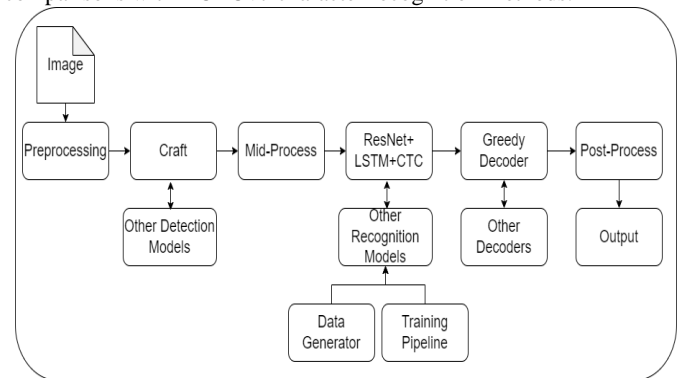 Image
Preprocessing
Craft
Mid-Process
ResNet+
LSTM+CTC
Greedy
Decoder
Post-Process
Other Detection
Models
Other
Recognition
Models
Other
Decoders
Output
Data
Generator
Training
Pipeline